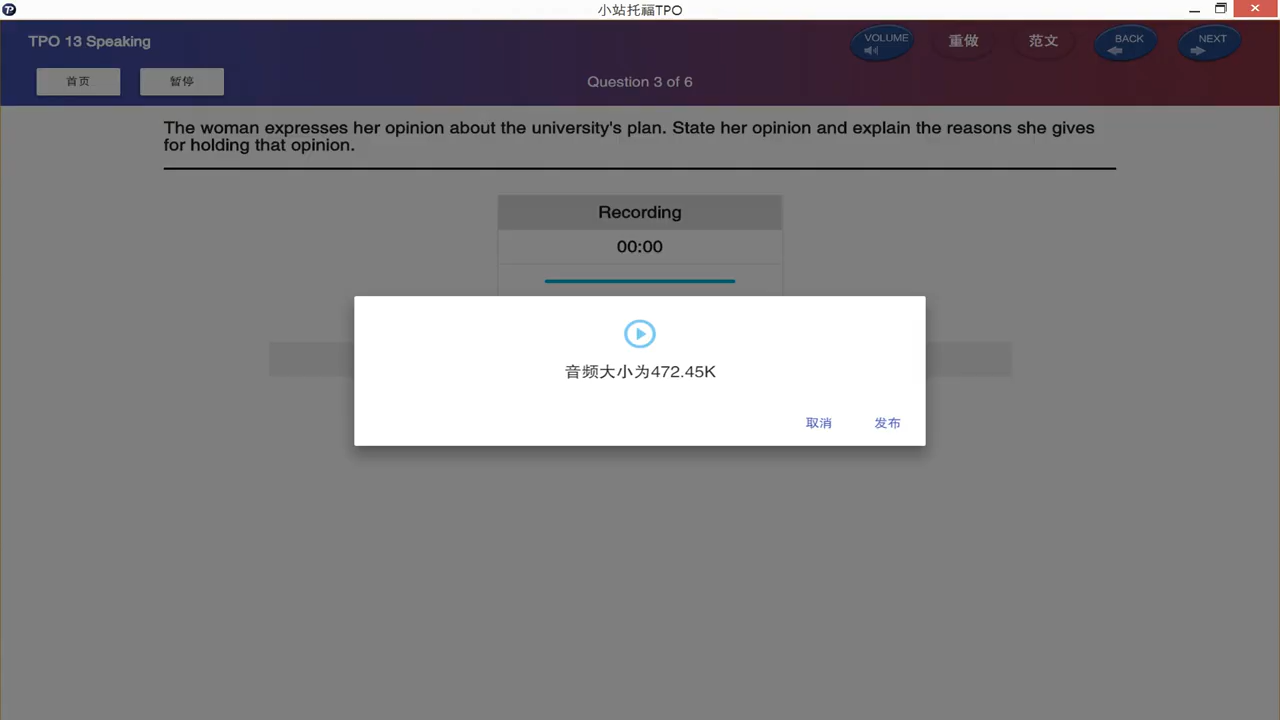 小站托福TPO
TPO 13 Speaking
VOLUME
重做
范文
BACK
NEXT
首页
暂停
Question 3 of 6
The woman expresses her opinion about the university's plan. State her opinion and explain the reasons she gives
for holding that opinion.
Recording
00:00
音频大小为472.45K
取消
发布